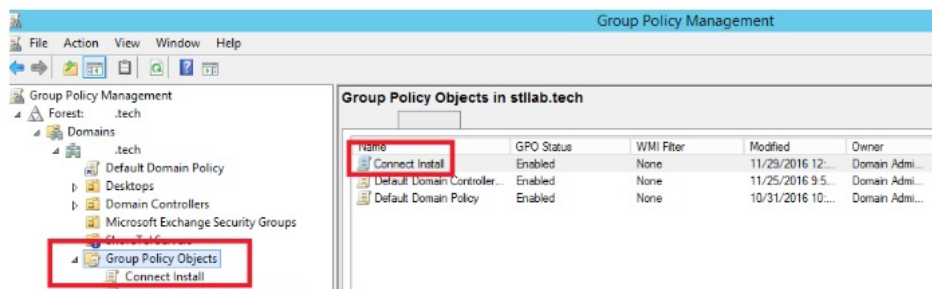 Group Policy Management
File Action View Window Help
Group Policy Management
Forest: .tech
Domains
.tech
Default Domain Policy
Desktops
Domain Controllers
Microsoft Exchange Security Groups
Group Policy Objects
Connect Install
Group Policy Objects in stllab.tech
Name GPO Status WMI Filter Modified Owner
Connect Install Enabled None 11/29/2016 12:... Domain Admi...
Default Domain Controller... Enabled None 11/25/2016 9:5... Domain Admi...
Default Domain Policy Enabled None 10/31/2016 10:... Domain Admi...